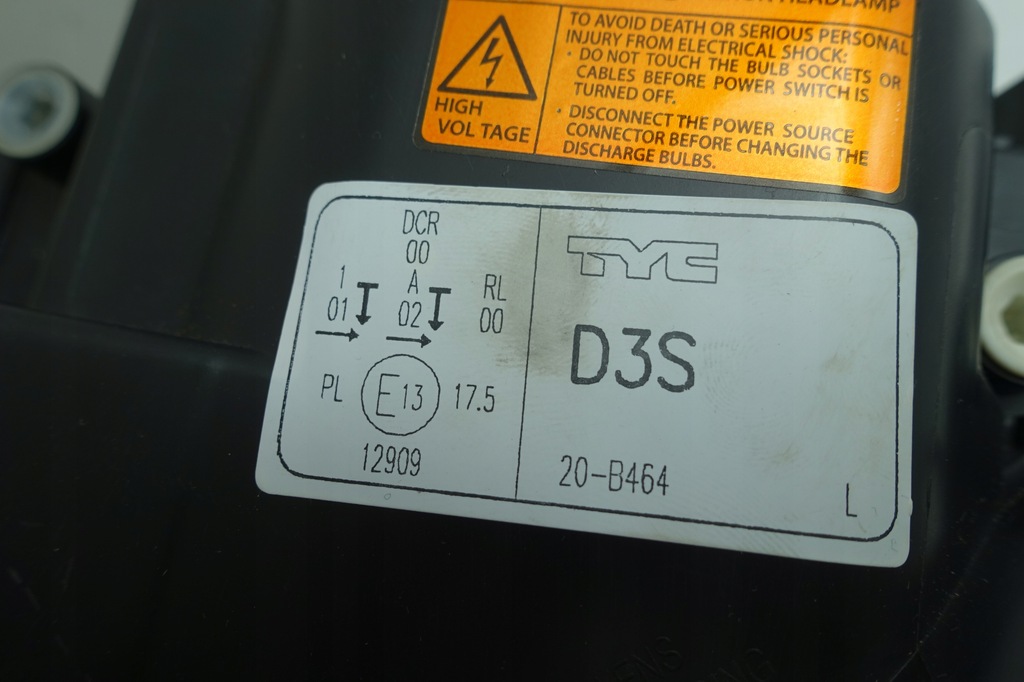 HEADLAMP
HIGH
VOL TAGE
TO AVOID DEATH OR SERIOUS PERSONAL
INJURY FROM ELECTRICAL SHOCK:
· DO NOT TOUCH THE BULB SOCKETS OR
CABLES BEFORE POWER SWITCH IS
TURNED OFF.
· DISCONNECT THE POWER SOURCE
CONNECTOR BEFORE CHANGING THE
DISCHARGE BULBS.
DCR
00
1 A RL
01 02 00
PL E13 17.5
12909
TYC
D3S
20-B464
L